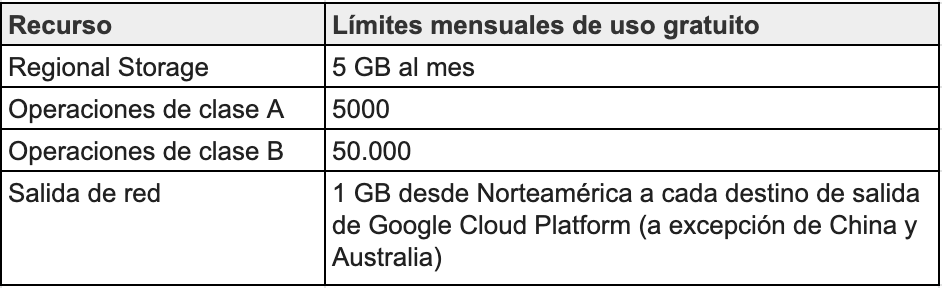 Recurso Límites mensuales de uso gratuito
Regional Storage 5 GB al mes
Operaciones de clase A 5000
Operaciones de clase B 50.000
Salida de red 1 GB desde Norteamérica a cada destino de salida
de Google Cloud Platform (a excepción de China y
Australia)